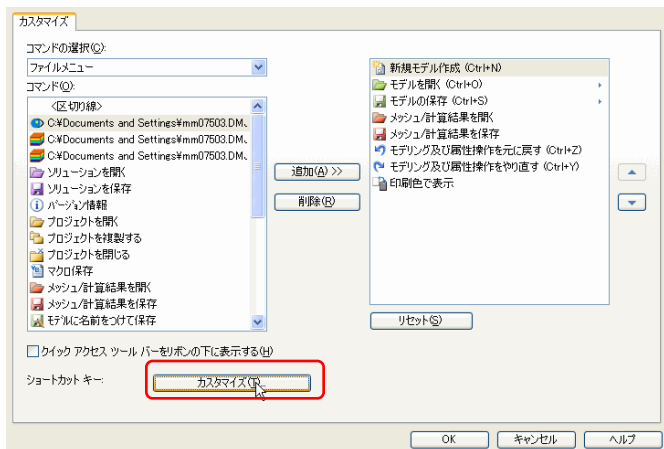 カスタマイズ
コマンドの選択(C):
ファイルメニュー
コマンド(O):
<区切り線>
C:¥Documents and Settings¥mm07503.DM、
C:¥Documents and Settings¥mm07503.DM、
C:¥Documents and Settings¥mm07503.DM、
ソリューションを開く
ソリューションを保存
バージョン情報
プロジェクトを開く
プロジェクトを複製する
プロジェクトを閉じる
マクロ保存
メッシュ/計算結果を開く
メッシュ/計算結果を保存
モデルに名前をつけて保存
追加(A) >>
削除(R)
新規モデル作成 (Ctrl+N)
モデルを開く (Ctrl+O)
モデルの保存 (Ctrl+S)
メッシュ/計算結果を開く
メッシュ/計算結果を保存
モデリング及び属性操作を元に戻す (Ctrl+Z)
モデリング及び属性操作をやり直す (Ctrl+Y)
印刷色で表示
リセット(S)
クイック アクセス ツール バーをリボンの下に表示する(H)
ショートカット キー:
カスタマイズ(T)...
OK
キャンセル
ヘルプ